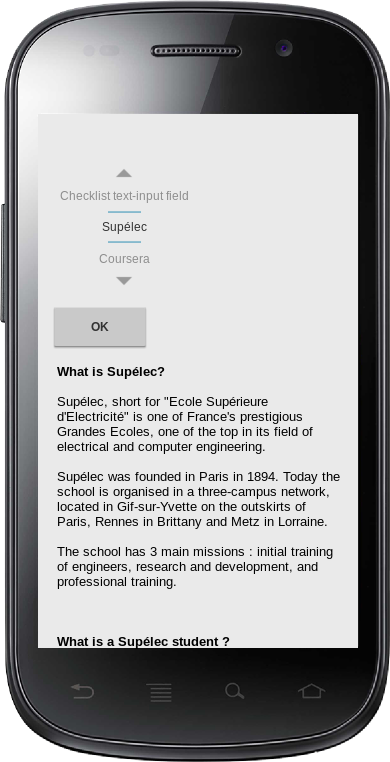 Checklist text-input field
Supélec
Coursera
OK
What is Supélec?
Supélec, short for "Ecole Supérieure
d'Electricité" is one of France's prestigious
Grandes Ecoles, one of the top in its field of
electrical and computer engineering.
Supélec was founded in Paris in 1894. Today the
school is organised in a three-campus network,
located in Gif-sur-Yvette on the outskirts of
Paris, Rennes in Brittany and Metz in Lorraine.
The school has 3 main missions : initial training
of engineers, research and development, and
professional training.
What is a Supélec student ?